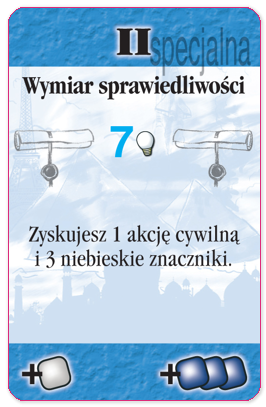 II
specjalna
Wymiar sprawiedliwości
7
Zyskujesz 1 akcję cywilną
i 3 niebieskie znaczniki.
+ +